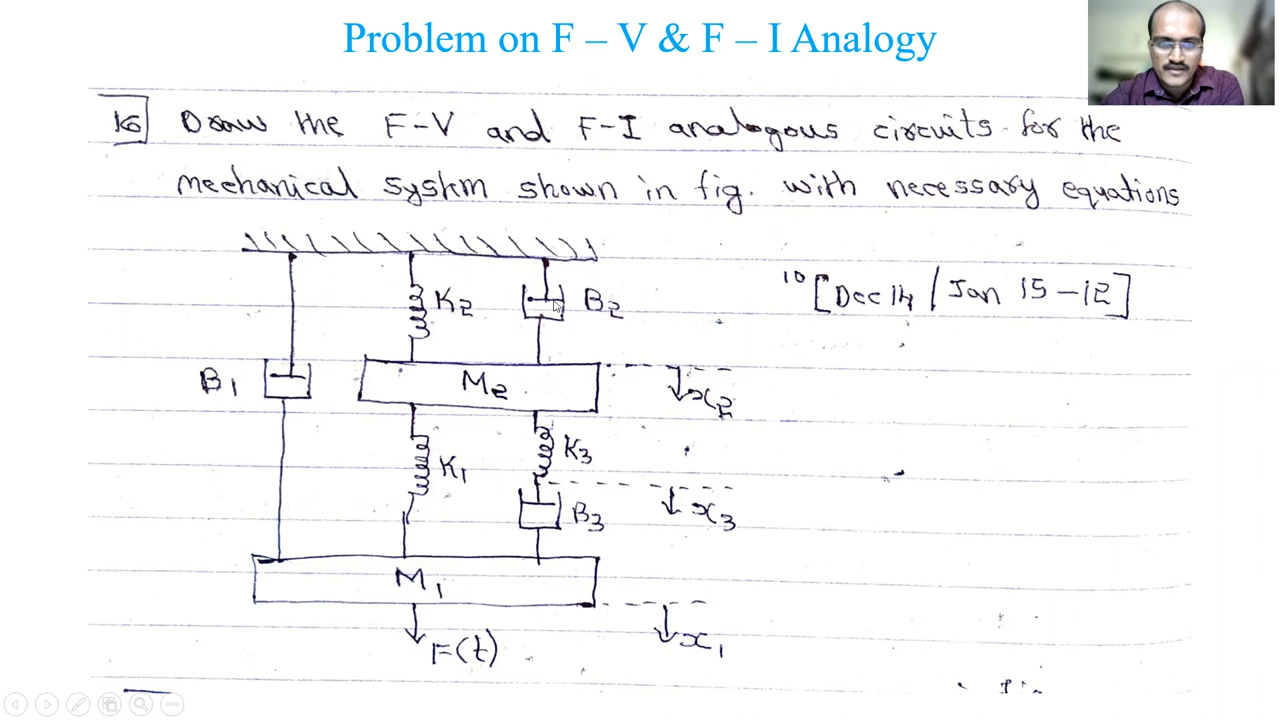 Problem on F – V & F – I Analogy
16 Draw the F-V and F-I analogous circuits for the
mechanical system shown in fig. with necessary equations
10 [Dec 14 / Jan 15 - 12]
K2
B2
B1
M2
x2
K1
K3
x3
B3
M1
x1
F(t)